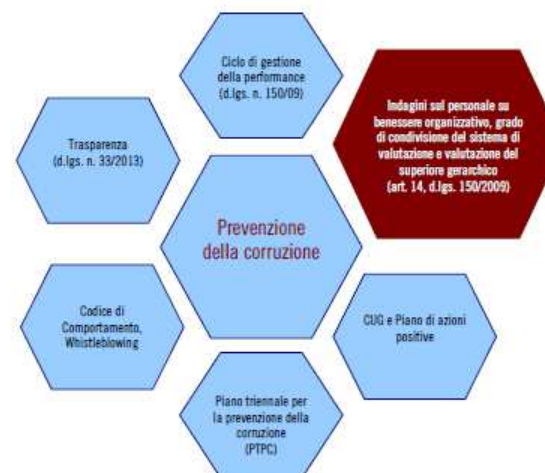 Ciclo di gestione
della performance
(d.lgs. n. 150/09)
Indagini sul personale su
benessere organizzativo, grado
di condivisione del sistema di
valutazione e valutazione del
superiore gerarchico
(art. 14, d.lgs. 150/2009)
Trasparenza
(d.lgs. n. 33/2013)
Prevenzione
della corruzione
Codice di
Comportamento,
Whistleblowing
CUG e Piano di azioni
positive
Piano triennale per
la prevenzione della
corruzione
(PTPC)